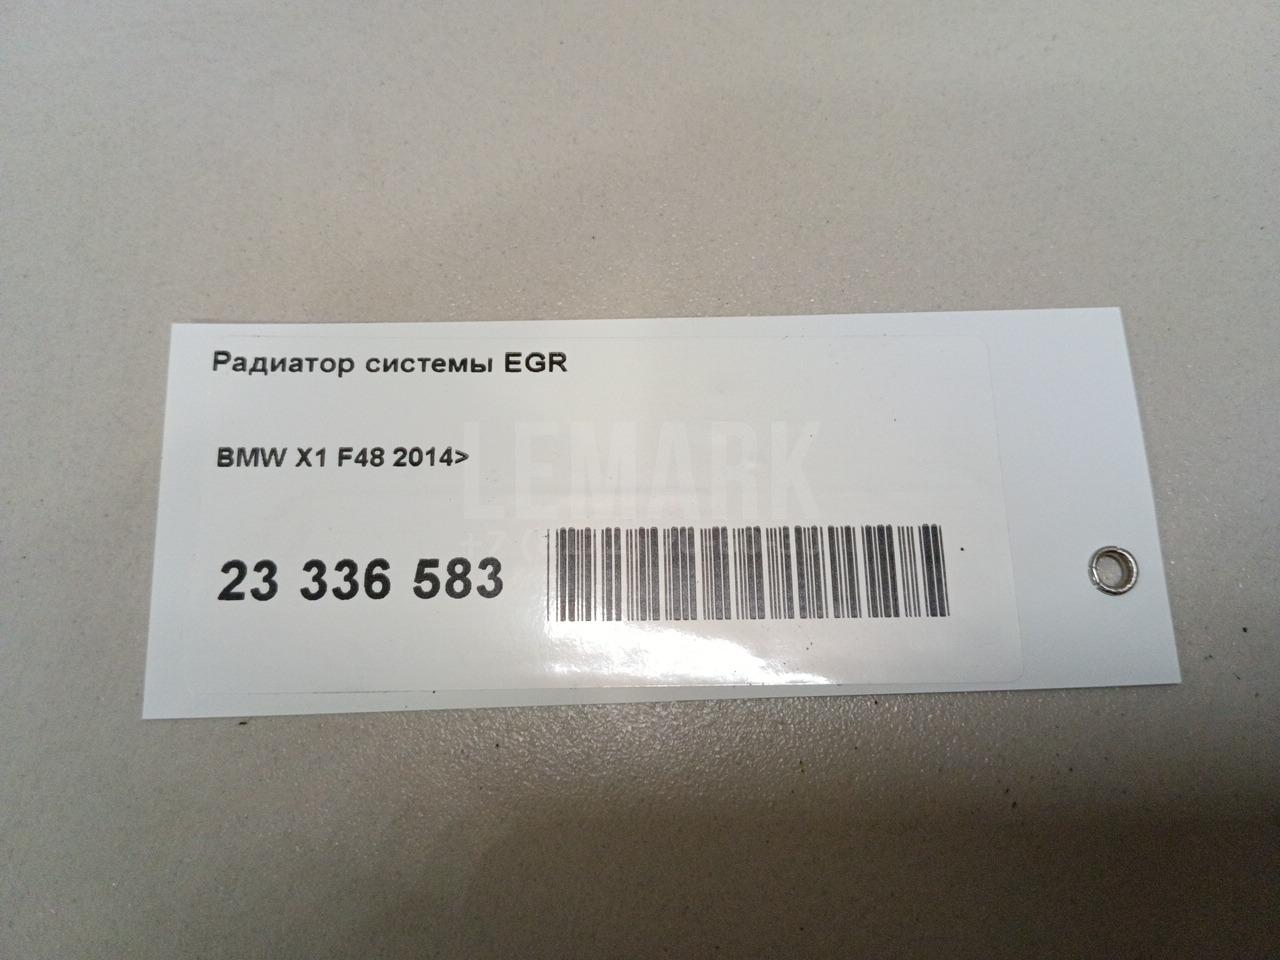 Радиатор системы EGR
BMW X1 F48 2014>
LEMARK
23 336 583